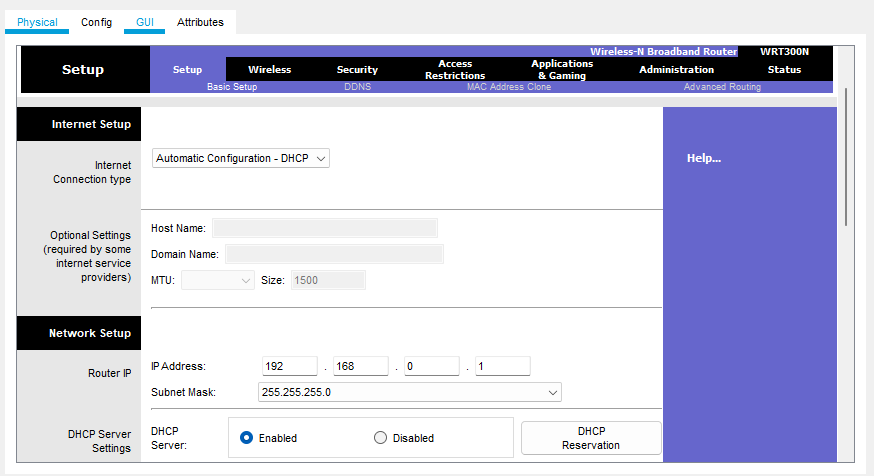 Physical Config GUI Attributes
Wireless-N Broadband Router WRT300N
Setup
Setup Wireless Security Access Restrictions Applications & Gaming Administration Status
Basic Setup DDNS MAC Address Clone Advanced Routing
Internet Setup
Internet
Connection type
Automatic Configuration - DHCP
Help...
Optional Settings
(required by some
internet service
providers)
Host Name:
Domain Name:
MTU: Size: 1500
Network Setup
Router IP
IP Address: 192 . 168 . 0 . 1
Subnet Mask: 255.255.255.0
DHCP Server
Settings
DHCP
Server:
Enabled Disabled
DHCP
Reservation